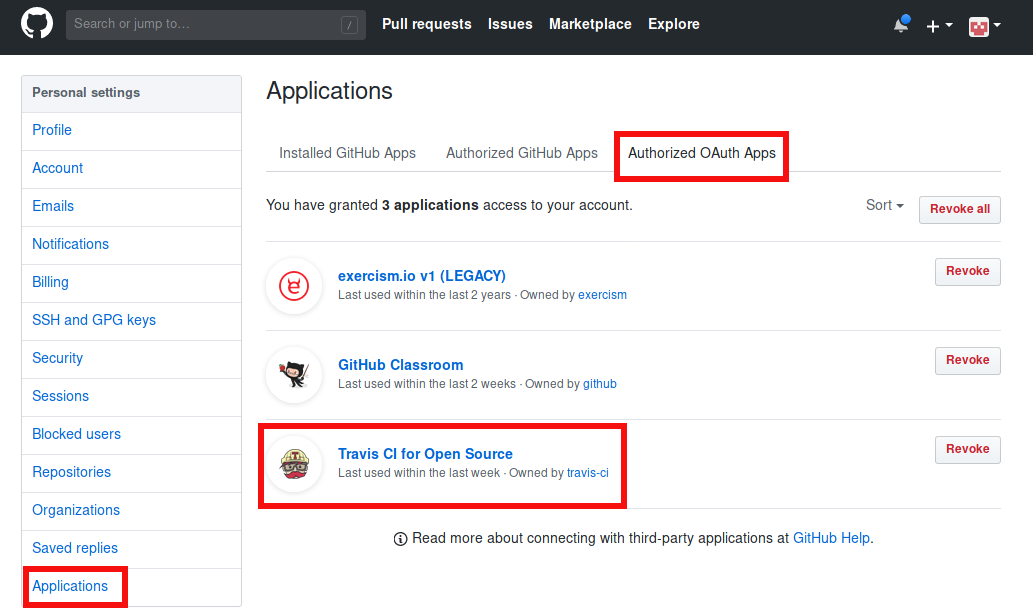 Search or jump to... /
Pull requests Issues Marketplace Explore
Personal settings
Profile
Account
Emails
Notifications
Billing
SSH and GPG keys
Security
Sessions
Blocked users
Repositories
Organizations
Saved replies
Applications
Applications
Installed GitHub Apps Authorized GitHub Apps Authorized OAuth Apps
You have granted 3 applications access to your account. Sort Revoke all
exercism.io v1 (LEGACY)
Last used within the last 2 years · Owned by exercism
Revoke
GitHub Classroom
Last used within the last 2 weeks · Owned by github
Revoke
Travis CI for Open Source
Last used within the last week · Owned by travis-ci
Revoke
Read more about connecting with third-party applications at GitHub Help.